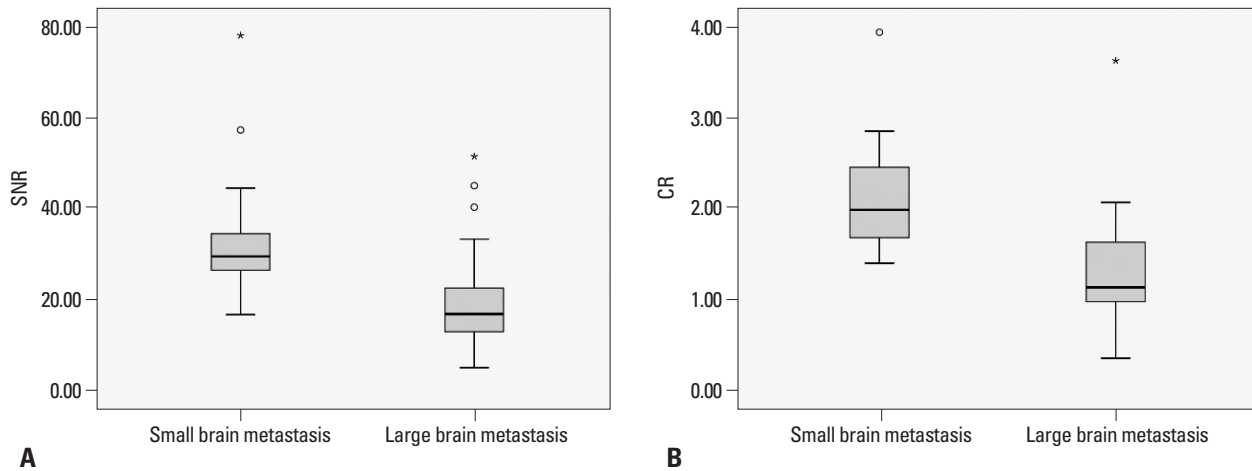 80.00
60.00
40.00
20.00
0.00
SNR
Small brain metastasis
Large brain metastasis
A
4.00
3.00
2.00
1.00
0.00
CR
Small brain metastasis
Large brain metastasis
B